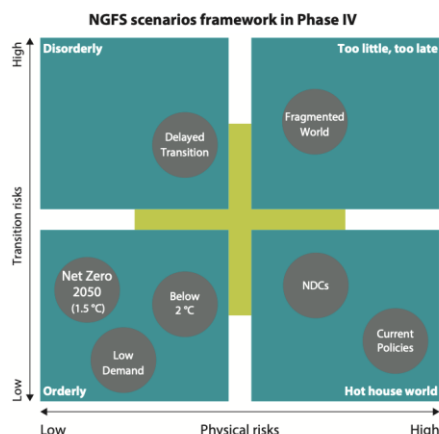 NGFS scenarios framework in Phase IV
High
Disorderly
Too little, too late
Delayed
Transition
Fragmented
World
Transition risks
Net Zero
2050
(1.5 °C)
Below
2 °C
NDCs
Low
Demand
Current
Policies
Low
Orderly
Hot house world
Low
Physical risks
High